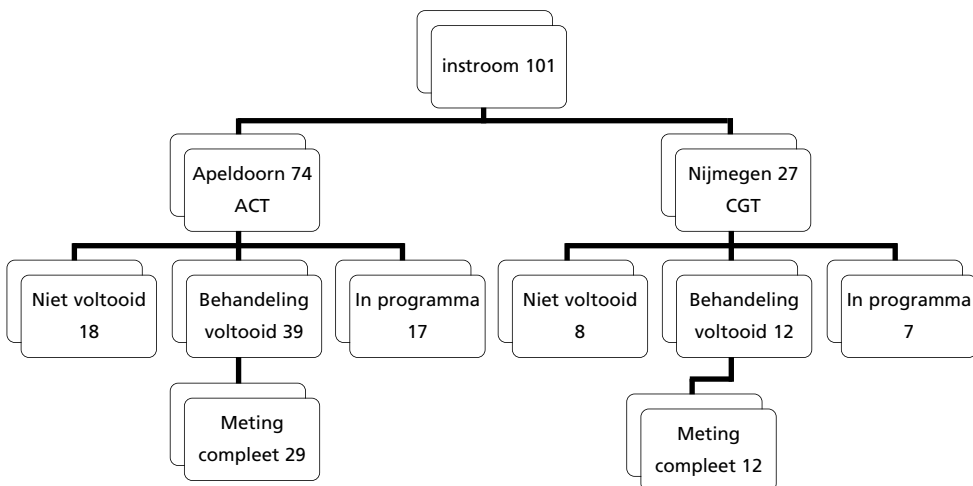 instroom 101
Apeldoorn 74
ACT
Nijmegen 27
CGT
Niet voltooid
18
Behandeling
voltooid 39
In programma
17
Niet voltooid
8
Behandeling
voltooid 12
In programma
7
Meting
compleet 29
Meting
compleet 12